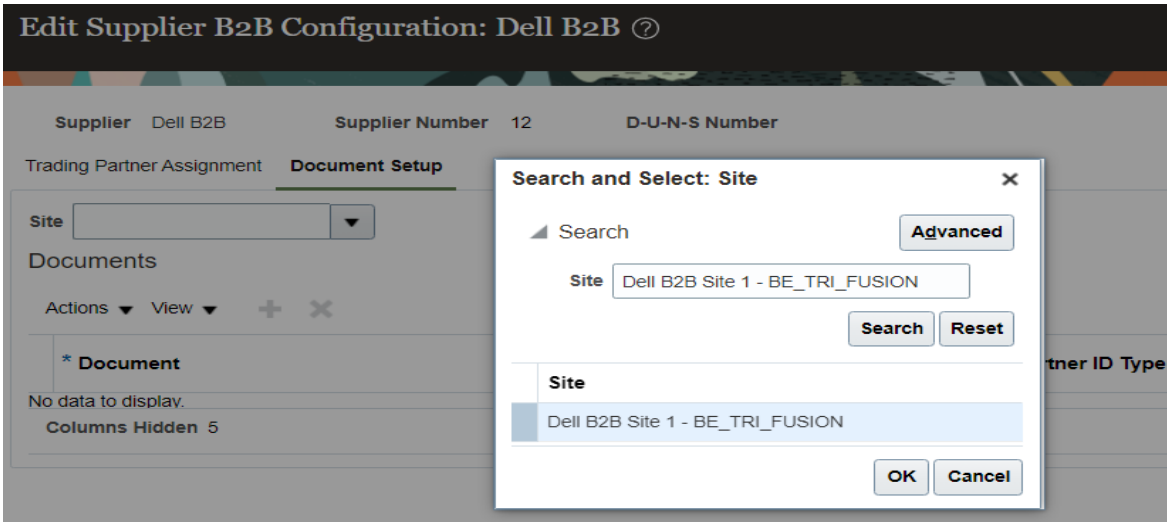 Edit Supplier B2B Configuration: Dell B2B ?
Supplier Dell B2B Supplier Number 12 D-U-N-S Number
Trading Partner Assignment Document Setup
Site
Documents
Actions View
* Document
tner ID Type
No data to display.
Columns Hidden 5
Search and Select: Site
Search Advanced
Site Dell B2B Site 1 - BE_TRI_FUSION
Search Reset
Site
Dell B2B Site 1 - BE_TRI_FUSION
OK Cancel